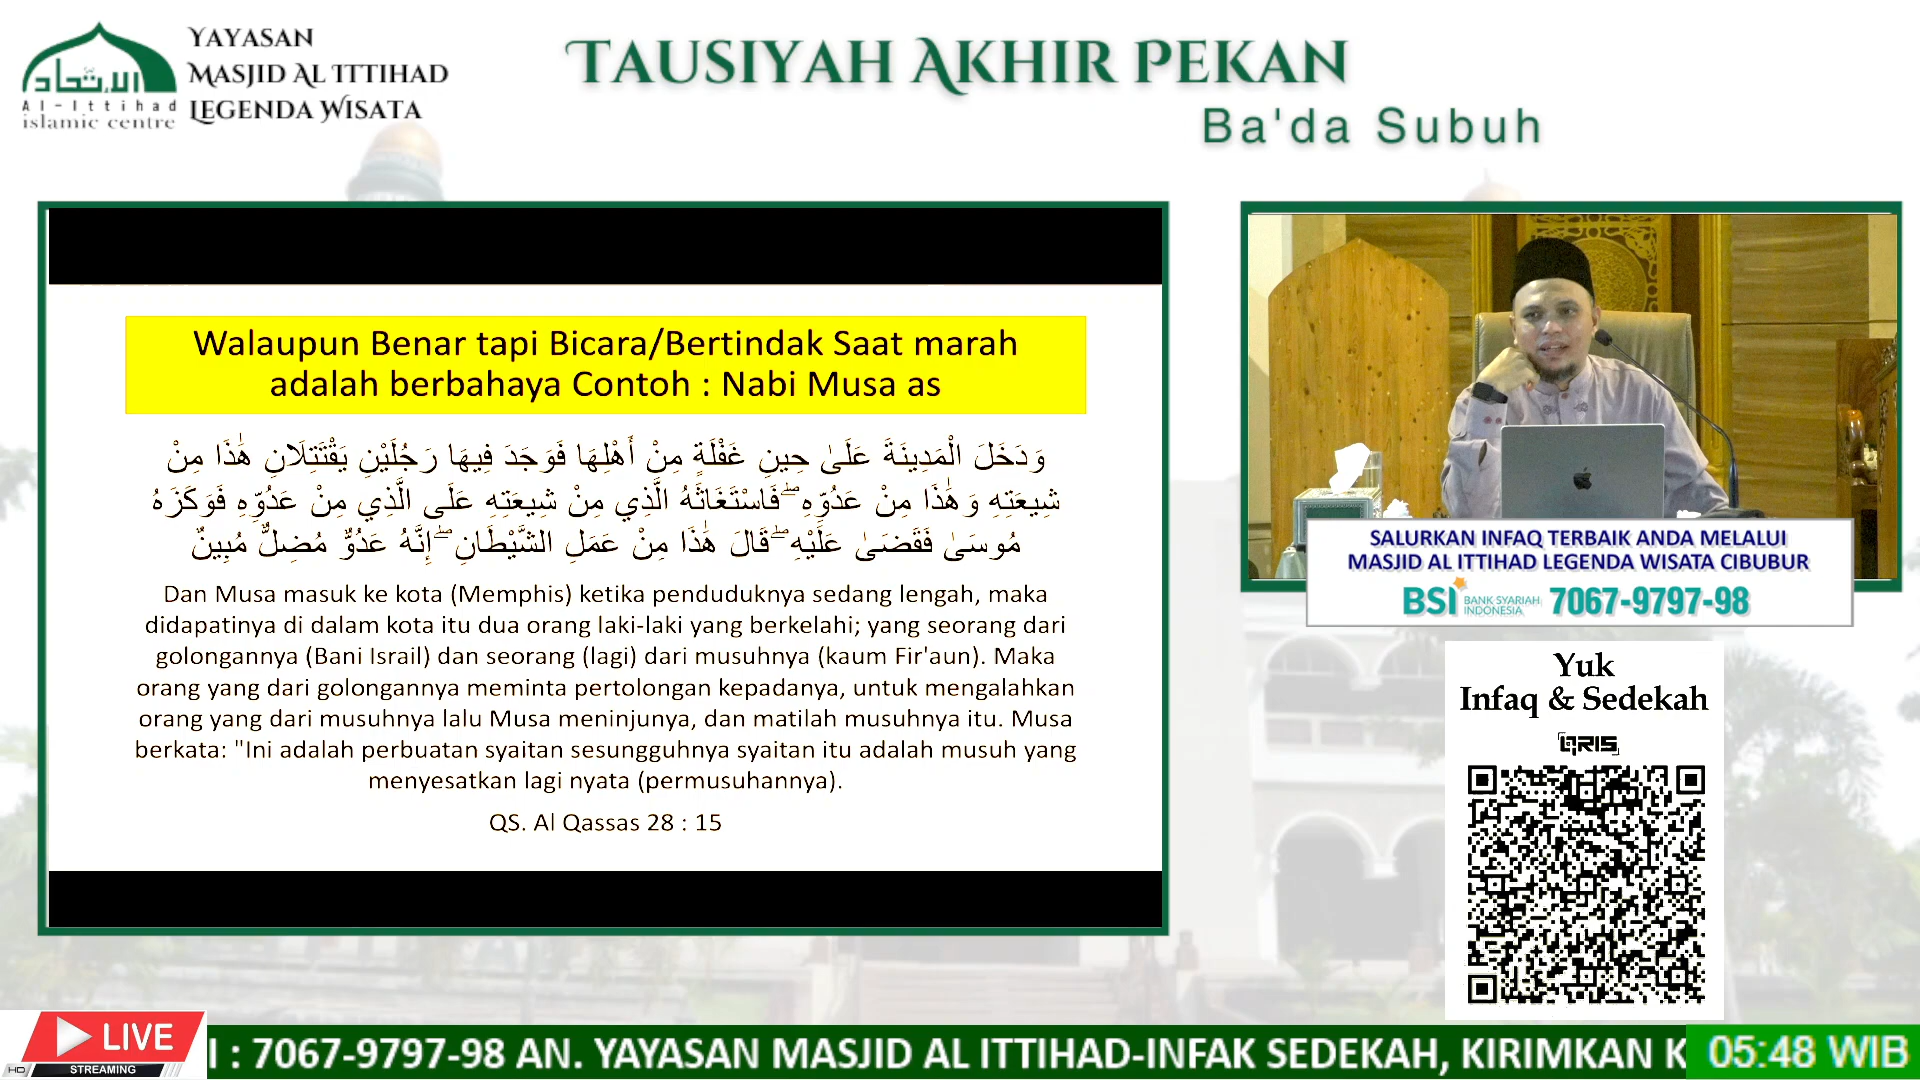 الاتحاد
Al-Ittihad
islamic centre
YAYASAN
MASJID AL ITTIHAD
LEGENDA WISATA
TAUSIYAH AKHIR PEKAN
Ba'da Subuh
Walaupun Benar tapi Bicara/Bertindak Saat marah
adalah berbahaya Contoh : Nabi Musa as
وَدَخَلَ الْمَدِينَةَ عَلَىٰ حِينِ غَفْلَةٍ مِنْ أَهْلِهَا فَوَجَدَ فِيهَا رَجُلَيْنِ يَقْتَتِلَانِ هَٰذَا مِنْ
شِيعَتِهِ وَهَٰذَا مِنْ عَدُوِّهِ ۖ فَاسْتَغَاثَهُ الَّذِي مِنْ شِيعَتِهِ عَلَى الَّذِي مِنْ عَدُوِّهِ فَوَكَزَهُ
مُوسَىٰ فَقَضَىٰ عَلَيْهِ ۖ قَالَ هَٰذَا مِنْ عَمَلِ الشَّيْطَانِ ۖ إِنَّهُ عَدُوٌّ مُضِلٌّ مُبِينٌ
Dan Musa masuk ke kota (Memphis) ketika penduduknya sedang lengah, maka
didapatinya di dalam kota itu dua orang laki-laki yang berkelahi; yang seorang dari
golongannya (Bani Israil) dan seorang (lagi) dari musuhnya (kaum Fir'aun). Maka
orang yang dari golongannya meminta pertolongan kepadanya, untuk mengalahkan
orang yang dari musuhnya lalu Musa meninjunya, dan matilah musuhnya itu. Musa
berkata: "Ini adalah perbuatan syaitan sesungguhnya syaitan itu adalah musuh yang
menyesatkan lagi nyata (permusuhannya).
QS. Al Qassas 28 : 15
SALURKAN INFAQ TERBAIK ANDA MELALUI
MASJID AL ITTIHAD LEGENDA WISATA CIBUBUR
BSI BANK SYARIAH INDONESIA 7067-9797-98
Yuk
Infaq & Sedekah
QRIS
LIVE
HD STREAMING
I : 7067-9797-98 AN. YAYASAN MASJID AL ITTIHAD-INFAK SEDEKAH, KIRIMKAN K
05:48 WIB